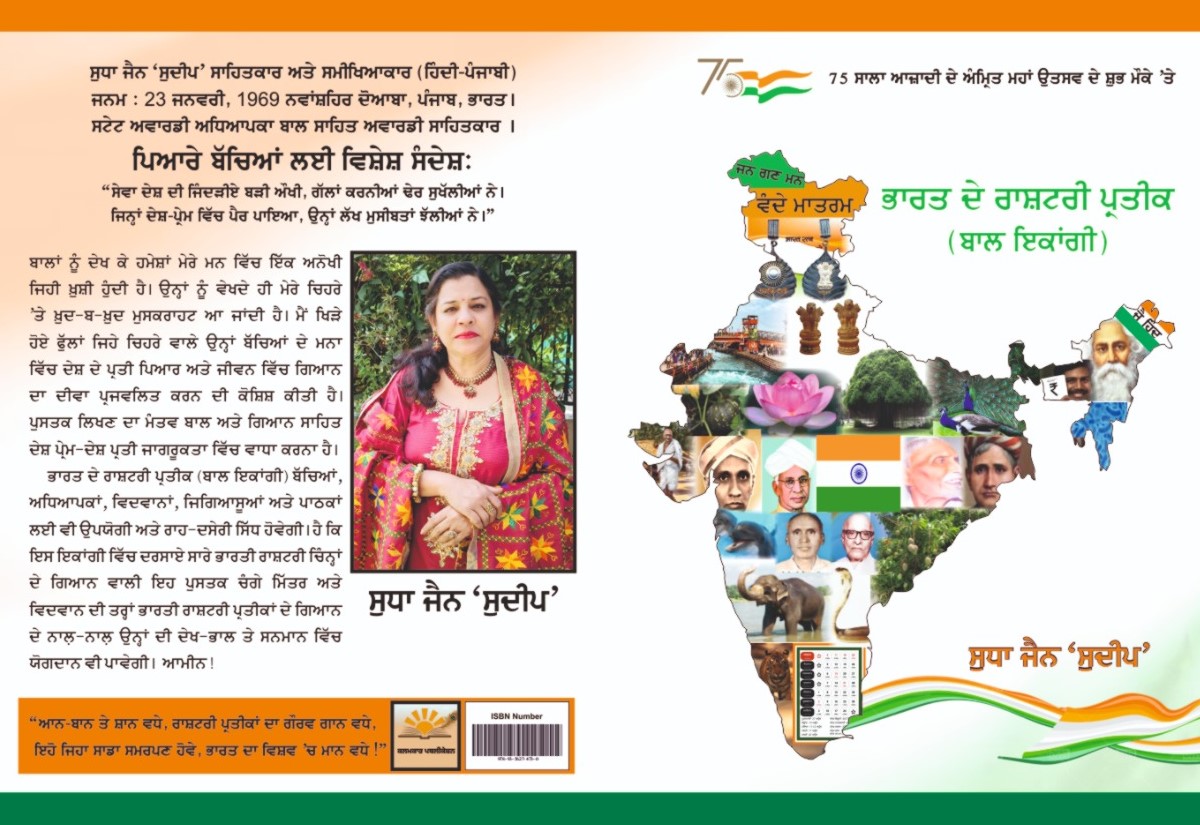 ਸੁਧਾ ਜੈਨ ‘ਸੁਦੀਪ’ ਸਾਹਿਤਕਾਰ ਅਤੇ ਸਮੀਖਿਆਕਾਰ (ਹਿੰਦੀ-ਪੰਜਾਬੀ)
ਜਨਮ : 23 ਜਨਵਰੀ, 1969 ਨਵਾਂਸ਼ਹਿਰ ਦੋਆਬਾ, ਪੰਜਾਬ, ਭਾਰਤ।
ਸਟੇਟ ਅਵਾਰਡੀ ਅਧਿਆਪਕਾ ਬਾਲ ਸਾਹਿਤ ਅਵਾਰਡੀ ਸਾਹਿਤਕਾਰ ।
ਪਿਆਰੇ ਬੱਚਿਆਂ ਲਈ ਵਿਸ਼ੇਸ਼ ਸੰਦੇਸ਼:
“ਸੇਵਾ ਦੇਸ਼ ਦੀ ਜਿੰਦੜੀਏ ਬੜੀ ਔਖੀ, ਗੱਲਾਂ ਕਰਨੀਆਂ ਢੇਰ ਸੁਖੱਲੀਆਂ ਨੇ।
ਜਿਨ੍ਹਾਂ ਦੇਸ਼-ਪ੍ਰੇਮ ਵਿੱਚ ਪੈਰ ਪਾਇਆ, ਉਨ੍ਹਾਂ ਲੱਖ ਮੁਸੀਬਤਾਂ ਝੱਲੀਆਂ ਨੇ।”
ਬਾਲਾਂ ਨੂੰ ਦੇਖ ਕੇ ਹਮੇਸ਼ਾਂ ਮੇਰੇ ਮਨ ਵਿੱਚ ਇੱਕ ਅਨੋਖੀ
ਜਿਹੀ ਖ਼ੁਸ਼ੀ ਹੁੰਦੀ ਹੈ। ਉਨ੍ਹਾਂ ਨੂੰ ਵੇਖਦੇ ਹੀ ਮੇਰੇ ਚਿਹਰੇ
’ਤੇ ਖ਼ੁਦ-ਬ-ਖ਼ੁਦ ਮੁਸਕਰਾਹਟ ਆ ਜਾਂਦੀ ਹੈ। ਮੈਂ ਖਿੜੇ
ਹੋਏ ਫੁੱਲਾਂ ਜਿਹੇ ਚਿਹਰੇ ਵਾਲੇ ਉਨ੍ਹਾਂ ਬੱਚਿਆਂ ਦੇ ਮਨਾ
ਵਿੱਚ ਦੇਸ਼ ਦੇ ਪ੍ਰਤੀ ਪਿਆਰ ਅਤੇ ਜੀਵਨ ਵਿੱਚ ਗਿਆਨ
ਦਾ ਦੀਵਾ ਪ੍ਰਜਵਲਿਤ ਕਰਨ ਦੀ ਕੋਸ਼ਿਸ਼ ਕੀਤੀ ਹੈ।
ਪੁਸਤਕ ਲਿਖਣ ਦਾ ਮੰਤਵ ਬਾਲ ਅਤੇ ਗਿਆਨ ਸਾਹਿਤ
ਦੇਸ਼ ਪ੍ਰੇਮ-ਦੇਸ਼ ਪ੍ਰਤੀ ਜਾਗਰੂਕਤਾ ਵਿੱਚ ਵਾਧਾ ਕਰਨਾ ਹੈ।
ਭਾਰਤ ਦੇ ਰਾਸ਼ਟਰੀ ਪ੍ਰਤੀਕ (ਬਾਲ ਇਕਾਂਗੀ) ਬੱਚਿਆਂ,
ਅਧਿਆਪਕਾਂ, ਵਿਦਵਾਨਾਂ, ਜਿਗਿਆਸੂਆਂ ਅਤੇ ਪਾਠਕਾਂ
ਲਈ ਵੀ ਉਪਯੋਗੀ ਅਤੇ ਰਾਹ-ਦਸੇਰੀ ਸਿੱਧ ਹੋਵੇਗੀ। ਹੈ ਕਿ
ਇਸ ਇਕਾਂਗੀ ਵਿੱਚ ਦਰਸਾਏ ਸਾਰੇ ਭਾਰਤੀ ਰਾਸ਼ਟਰੀ ਚਿੰਨ੍ਹਾਂ
ਦੇ ਗਿਆਨ ਵਾਲੀ ਇਹ ਪੁਸਤਕ ਚੰਗੇ ਮਿੱਤਰ ਅਤੇ
ਵਿਦਵਾਨ ਦੀ ਤਰ੍ਹਾਂ ਭਾਰਤੀ ਰਾਸ਼ਟਰੀ ਪ੍ਰਤੀਕਾਂ ਦੇ ਗਿਆਨ
ਦੇ ਨਾਲ਼-ਨਾਲ਼ ਉਨ੍ਹਾਂ ਦੀ ਦੇਖ-ਭਾਲ ਤੇ ਸਨਮਾਨ ਵਿੱਚ
ਯੋਗਦਾਨ ਵੀ ਪਾਵੇਗੀ। ਆਮੀਨ!
ਸੁਧਾ ਜੈਨ ‘ਸੁਦੀਪ’
“ਆਨ-ਬਾਨ ਤੇ ਸ਼ਾਨ ਵਧੇ, ਰਾਸ਼ਟਰੀ ਪ੍ਰਤੀਕਾਂ ਦਾ ਗੌਰਵ ਗਾਨ ਵਧੇ,
ਇਹੋ ਜਿਹਾ ਸਾਡਾ ਸਮਰਪਣ ਹੋਵੇ, ਭਾਰਤ ਦਾ ਵਿਸ਼ਵ ’ਚ ਮਾਨ ਵਧੇ!”
ਕਲਮਕਾਰ ਪਬਲੀਕੇਸ਼ਨ
ISBN Number
75
75 ਸਾਲਾ ਆਜ਼ਾਦੀ ਦੇ ਅੰਮ੍ਰਿਤ ਮਹਾਂ ਉਤਸਵ ਦੇ ਸ਼ੁਭ ਮੌਕੇ ’ਤੇ
ਜਨ ਗਣ ਮਨ
ਵੰਦੇ ਮਾਤਰਮ
ਭਾਰਤ ਦੇ ਰਾਸ਼ਟਰੀ ਪ੍ਰਤੀਕ
(ਬਾਲ ਇਕਾਂਗੀ)
ਜੈ ਹਿੰਦ
₹
ਸੁਧਾ ਜੈਨ ‘ਸੁਦੀਪ’